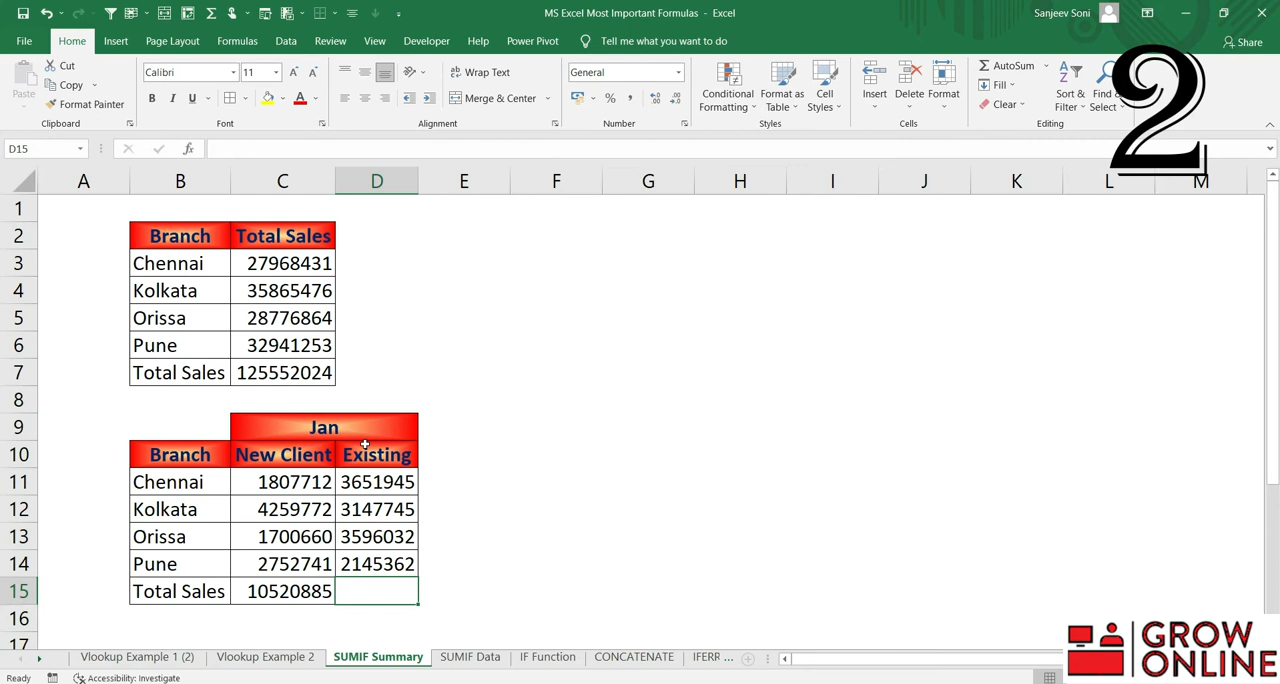 MS Excel Most Important Formulas - Excel
Sanjeev Soni
File Home Insert Page Layout Formulas Data Review View Developer Help Power Pivot Tell me what you want to do Share
Paste
Cut
Copy
Format Painter
Clipboard
Calibri 11
B I U
Font
Wrap Text
Merge & Center
Alignment
General
Number
Conditional Formatting
Format as Table
Cell Styles
Styles
Insert Delete Format
Cells
AutoSum
Fill
Clear
Sort & Filter
Find & Select
Editing
2
D15 fx
A B C D E F G H I J K L M
1
2 Branch Total Sales
3 Chennai 27968431
4 Kolkata 35865476
5 Orissa 28776864
6 Pune 32941253
7 Total Sales 125552024
8
9 Jan
10 Branch New Client Existing
11 Chennai 1807712 3651945
12 Kolkata 4259772 3147745
13 Orissa 1700660 3596032
14 Pune 2752741 2145362
15 Total Sales 10520885
16
17
Vlookup Example 1 (2) Vlookup Example 2 SUMIF Summary SUMIF Data IF Function CONCATENATE IFERR ...
Ready Accessibility: Investigate
GROW
ONLINE